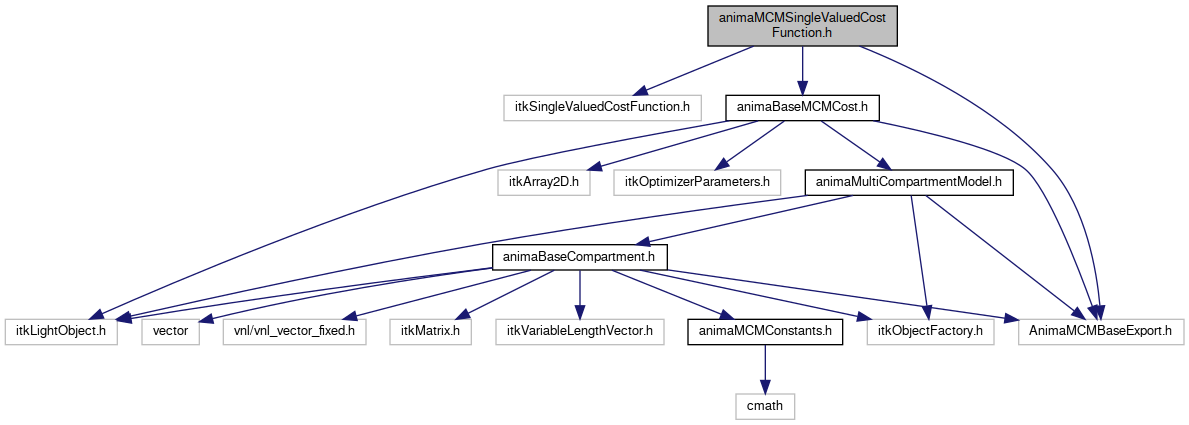 animaMCMSingleValuedCost
Function.h
itkSingleValuedCostFunction.h
animaBaseMCMCost.h
itkArray2D.h
itkOptimizerParameters.h
animaMultiCompartmentModel.h
animaBaseCompartment.h
itkLightObject.h
vector
vnl/vnl_vector_fixed.h
itkMatrix.h
itkVariableLengthVector.h
animaMCMConstants.h
itkObjectFactory.h
AnimaMCMBaseExport.h
cmath